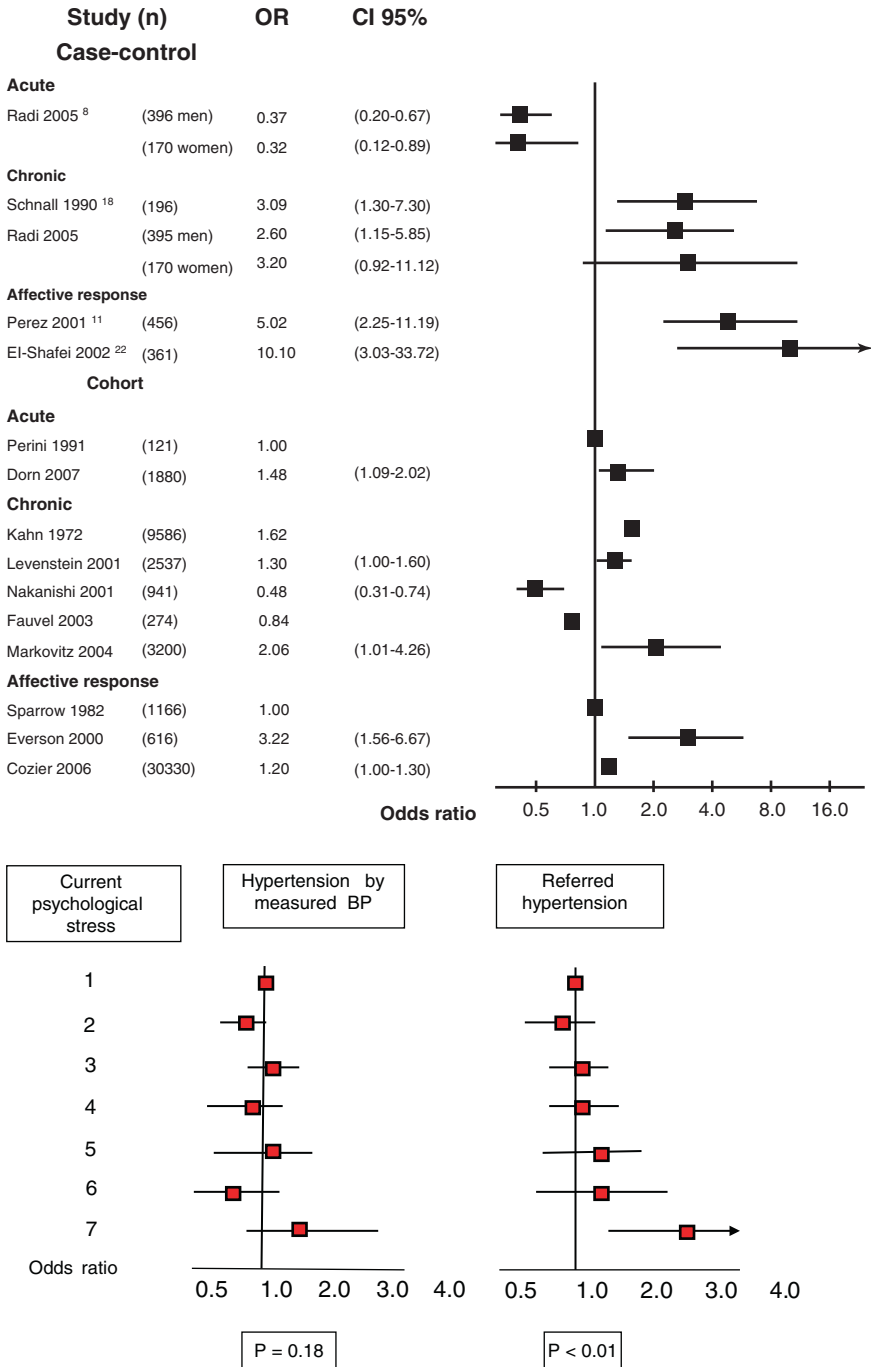 Study (n) OR CI 95%
Case-control
Acute
Radi 2005 8 (396 men) 0.37 (0.20-0.67)
(170 women) 0.32 (0.12-0.89)
Chronic
Schnall 1990 18 (196) 3.09 (1.30-7.30)
Radi 2005 (395 men) 2.60 (1.15-5.85)
(170 women) 3.20 (0.92-11.12)
Affective response
Perez 2001 11 (456) 5.02 (2.25-11.19)
El-Shafei 2002 22 (361) 10.10 (3.03-33.72)
Cohort
Acute
Perini 1991 (121) 1.00
Dorn 2007 (1880) 1.48 (1.09-2.02)
Chronic
Kahn 1972 (9586) 1.62
Levenstein 2001 (2537) 1.30 (1.00-1.60)
Nakanishi 2001 (941) 0.48 (0.31-0.74)
Fauvel 2003 (274) 0.84
Markovitz 2004 (3200) 2.06 (1.01-4.26)
Affective response
Sparrow 1982 (1166) 1.00
Everson 2000 (616) 3.22 (1.56-6.67)
Cozier 2006 (30330) 1.20 (1.00-1.30)
Odds ratio 0.5 1.0 2.0 4.0 8.0 16.0
Current
psychological
stress
Hypertension by
measured BP
Referred
hypertension
1
2
3
4
5
6
7
Odds ratio
0.5 1.0 2.0 3.0 4.0
0.5 1.0 2.0 3.0 4.0
P = 0.18
P < 0.01